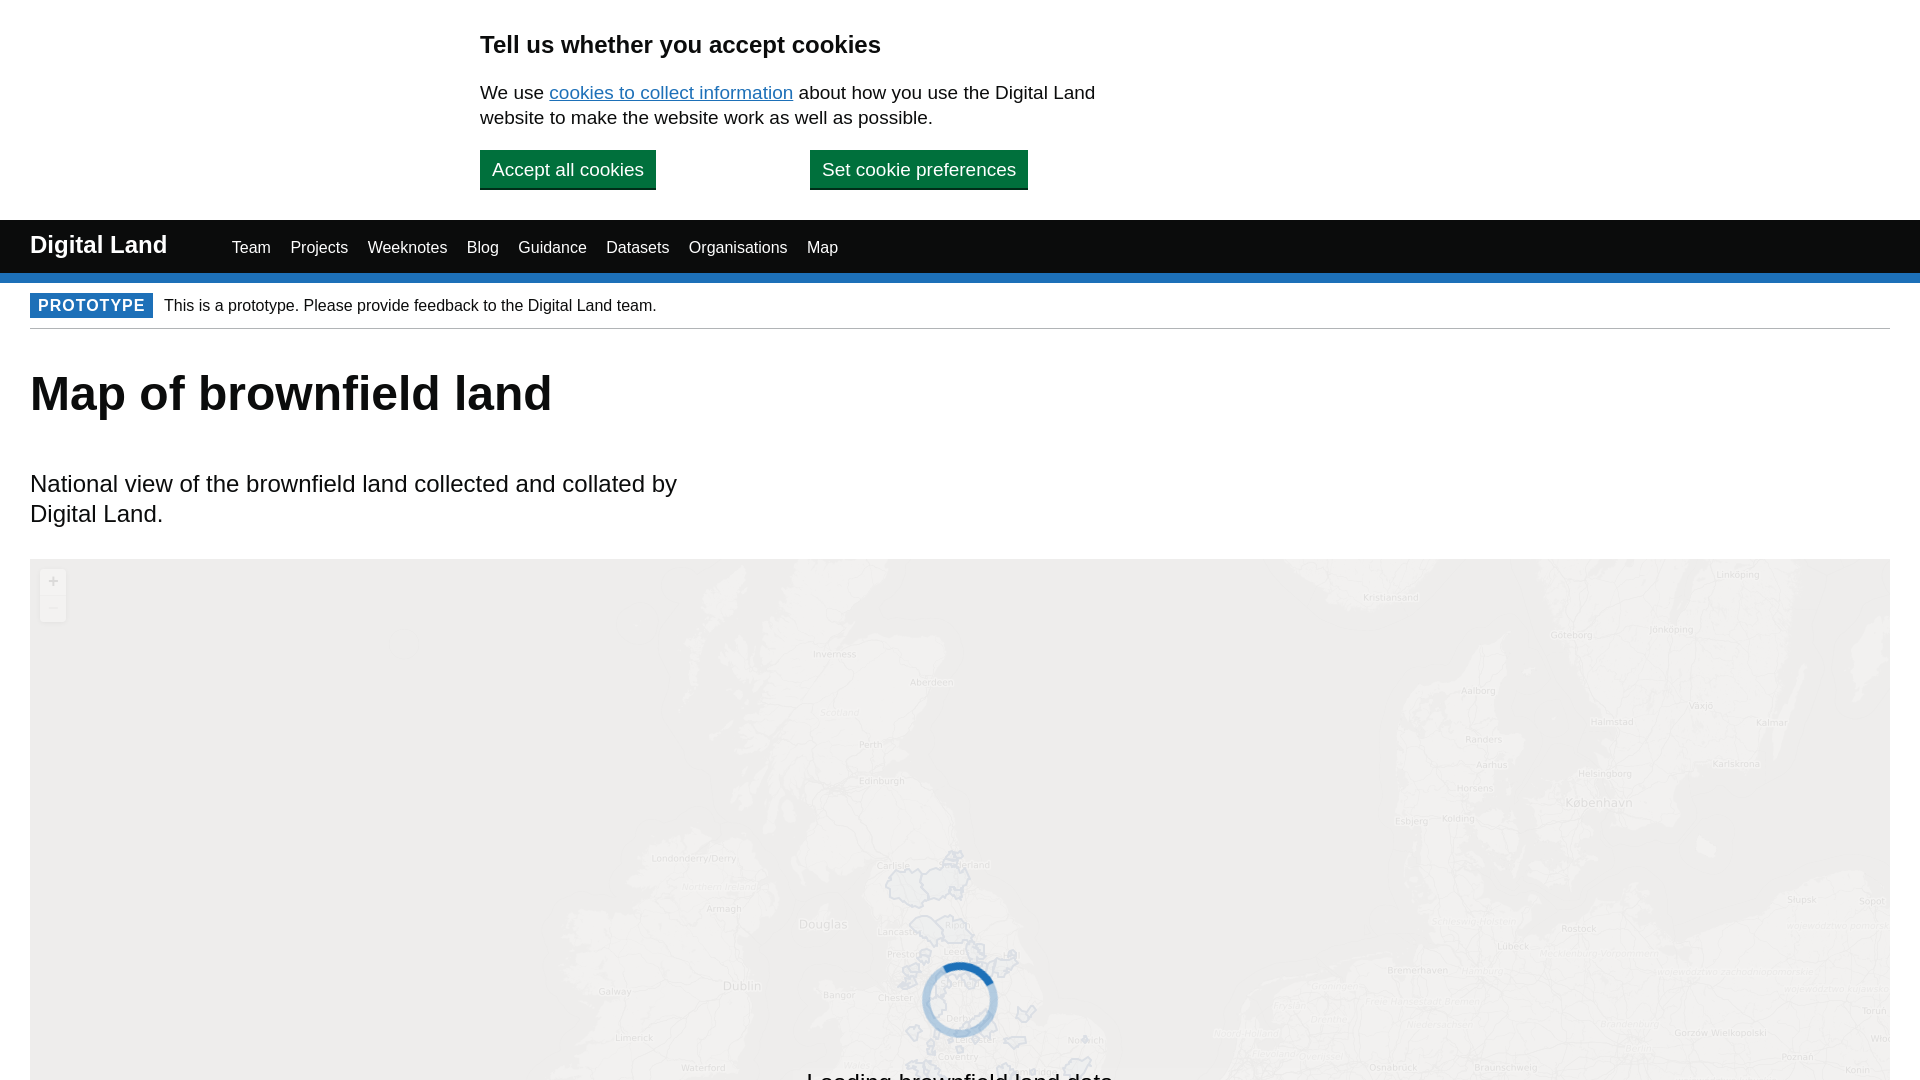 Tell us whether you accept cookies
We use cookies to collect information about how you use the Digital Land
website to make the website work as well as possible.
Accept all cookies
Set cookie preferences
Digital Land
Team
Projects
Weeknotes
Blog
Guidance
Datasets
Organisations
Map
PROTOTYPE
This is a prototype. Please provide feedback to the Digital Land team.
Map of brownfield land
National view of the brownfield land collected and collated by
Digital Land.
+
Linköping
Kristiansand
Göteborg
Jönköping
Inverness
Aberdeen
Aalborg
Växjö
Scotland
Halmstad
Kalmar
Randers
Perth
Aarhus
Karlskrona
Helsingborg
Edinburgh
Horsens
København
Esbjerg
Kolding
Londonderry/Derry
Carlisle
Słupsk
Sopot
Armagh
Douglas
Ripon
Rostock
Lancaster
Lübeck
Preston
Bremerhaven
Dublin
Galway
Bangor
Chester
Toruń
Limerick
Gorzów Wielkopolski
Norwich
Coventry
Poznań
Waterford
Osnabrück
Braunschweig
Konin
Loading brownfield land data